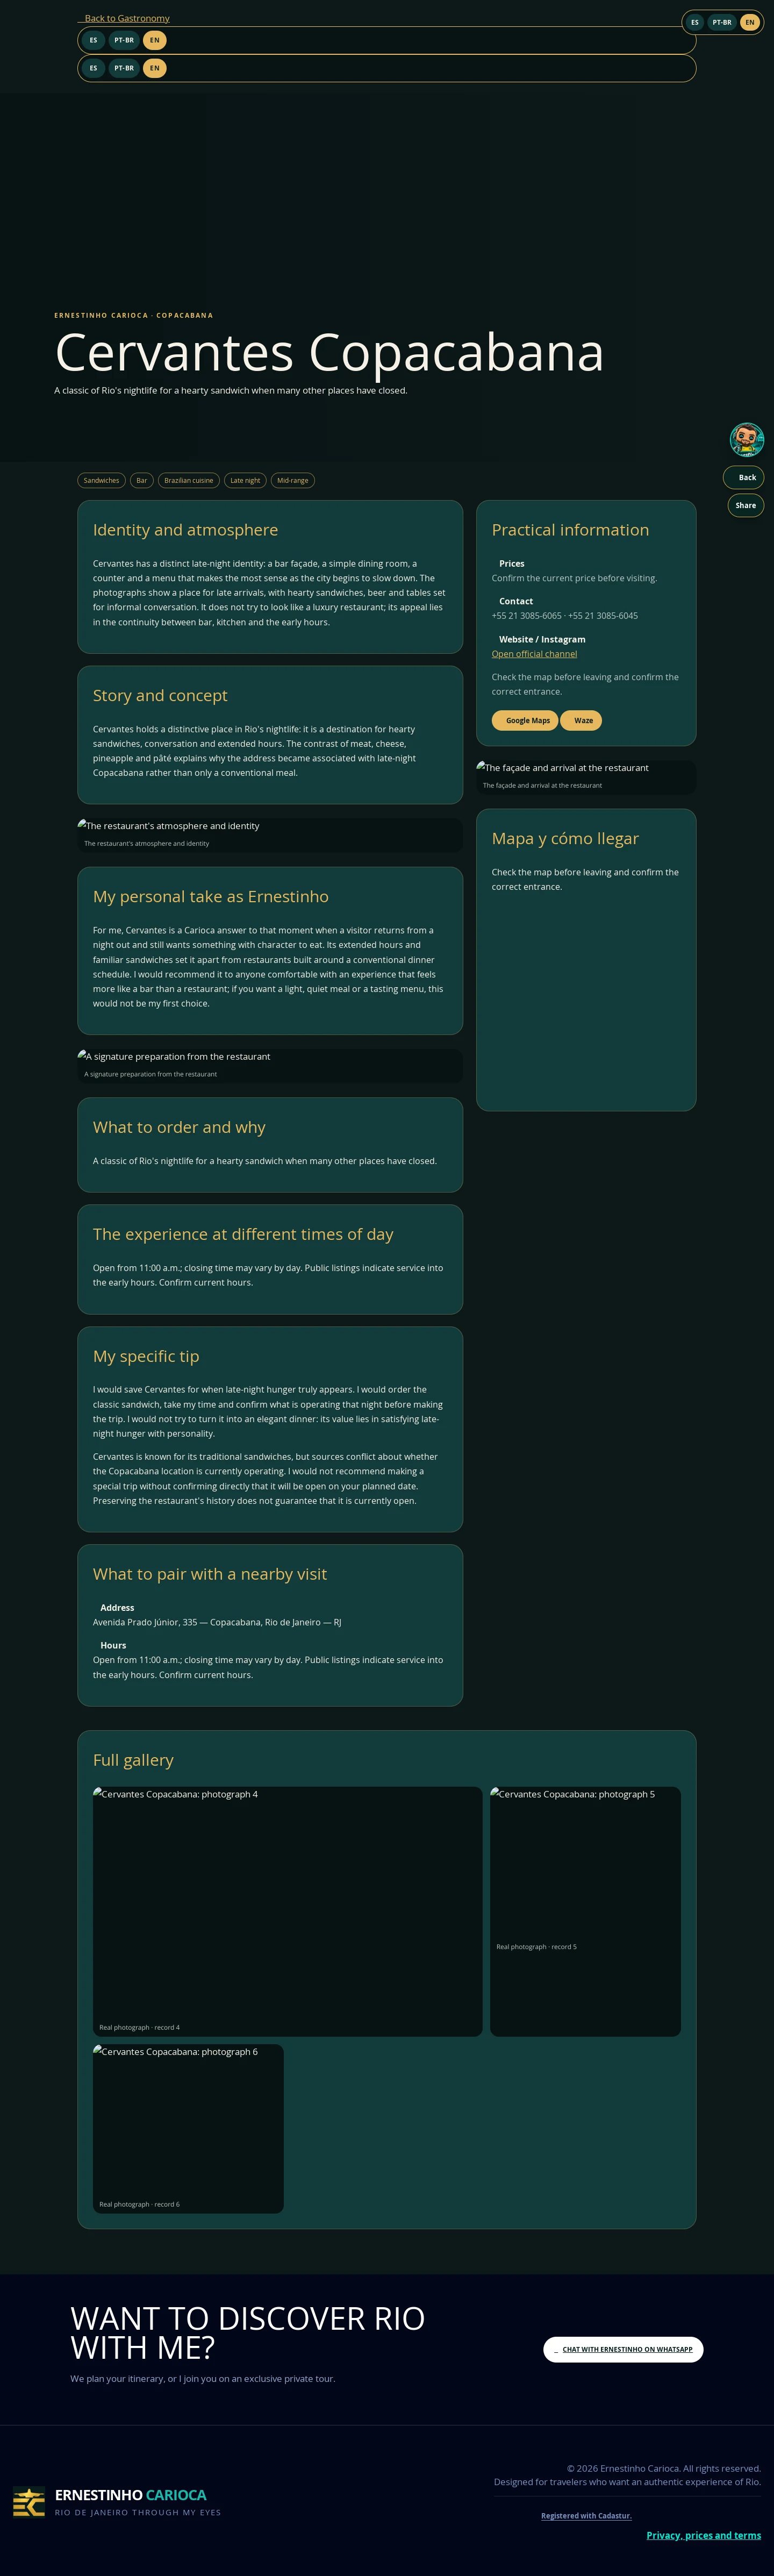 Back to Gastronomy
ES PT-BR EN
ES PT-BR EN
ES PT-BR EN
ERNESTINHO CARIOCA · COPACABANA
Cervantes Copacabana
A classic of Rio's nightlife for a hearty sandwich when many other places have closed.
Back
Share
Sandwiches Bar Brazilian cuisine Late night Mid-range
Identity and atmosphere
Cervantes has a distinct late-night identity: a bar façade, a simple dining room, a
counter and a menu that makes the most sense as the city begins to slow down. The
photographs show a place for late arrivals, with hearty sandwiches, beer and tables set
for informal conversation. It does not try to look like a luxury restaurant; its appeal lies
in the continuity between bar, kitchen and the early hours.
Story and concept
Cervantes holds a distinctive place in Rio's nightlife: it is a destination for hearty
sandwiches, conversation and extended hours. The contrast of meat, cheese,
pineapple and pâté explains why the address became associated with late-night
Copacabana rather than only a conventional meal.
The restaurant's atmosphere and identity
The restaurant's atmosphere and identity
My personal take as Ernestinho
For me, Cervantes is a Carioca answer to that moment when a visitor returns from a
night out and still wants something with character to eat. Its extended hours and
familiar sandwiches set it apart from restaurants built around a conventional dinner
schedule. I would recommend it to anyone comfortable with an experience that feels
more like a bar than a restaurant; if you want a light, quiet meal or a tasting menu, this
would not be my first choice.
A signature preparation from the restaurant
A signature preparation from the restaurant
What to order and why
A classic of Rio's nightlife for a hearty sandwich when many other places have closed.
The experience at different times of day
Open from 11:00 a.m.; closing time may vary by day. Public listings indicate service into
the early hours. Confirm current hours.
My specific tip
I would save Cervantes for when late-night hunger truly appears. I would order the
classic sandwich, take my time and confirm what is operating that night before making
the trip. I would not try to turn it into an elegant dinner: its value lies in satisfying late-
night hunger with personality.
Cervantes is known for its traditional sandwiches, but sources conflict about whether
the Copacabana location is currently operating. I would not recommend making a
special trip without confirming directly that it will be open on your planned date.
Preserving the restaurant's history does not guarantee that it is currently open.
What to pair with a nearby visit
Address
Avenida Prado Júnior, 335 — Copacabana, Rio de Janeiro — RJ
Hours
Open from 11:00 a.m.; closing time may vary by day. Public listings indicate service into
the early hours. Confirm current hours.
Practical information
Prices
Confirm the current price before visiting.
Contact
+55 21 3085-6065 · +55 21 3085-6045
Website / Instagram
Open official channel
Check the map before leaving and confirm the
correct entrance.
Google Maps Waze
The façade and arrival at the restaurant
The façade and arrival at the restaurant
Mapa y cómo llegar
Check the map before leaving and confirm the
correct entrance.
Full gallery
Cervantes Copacabana: photograph 4
Real photograph · record 4
Cervantes Copacabana: photograph 5
Real photograph · record 5
Cervantes Copacabana: photograph 6
Real photograph · record 6
WANT TO DISCOVER RIO
WITH ME?
We plan your itinerary, or I join you on an exclusive private tour.
CHAT WITH ERNESTINHO ON WHATSAPP
ERNESTINHO CARIOCA
RIO DE JANEIRO THROUGH MY EYES
© 2026 Ernestinho Carioca. All rights reserved.
Designed for travelers who want an authentic experience of Rio.
Registered with Cadastur.
Privacy, prices and terms